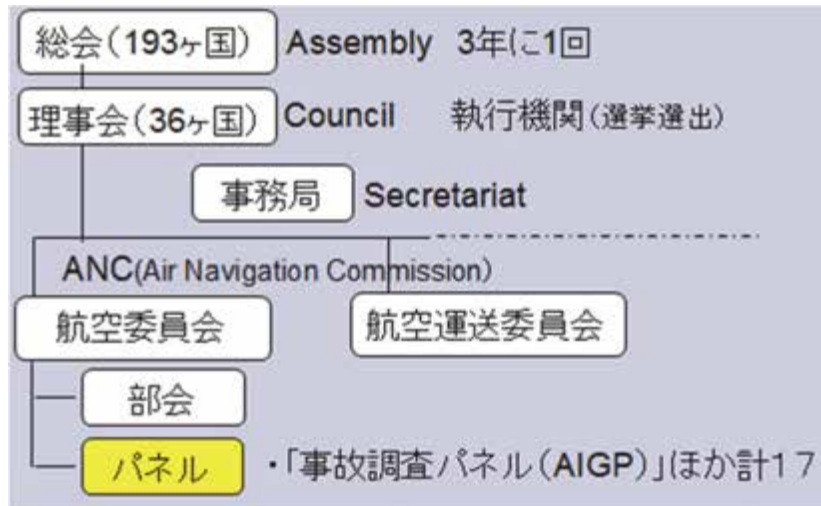 総会(193ヶ国) Assembly 3年に1回
理事会(36ヶ国) Council 執行機関(選挙選出)
事務局 Secretariat
ANC(Air Navigation Commission)
航空委員会 航空運送委員会
部会
パネル ・「事故調査パネル(AIGP)」ほか計17